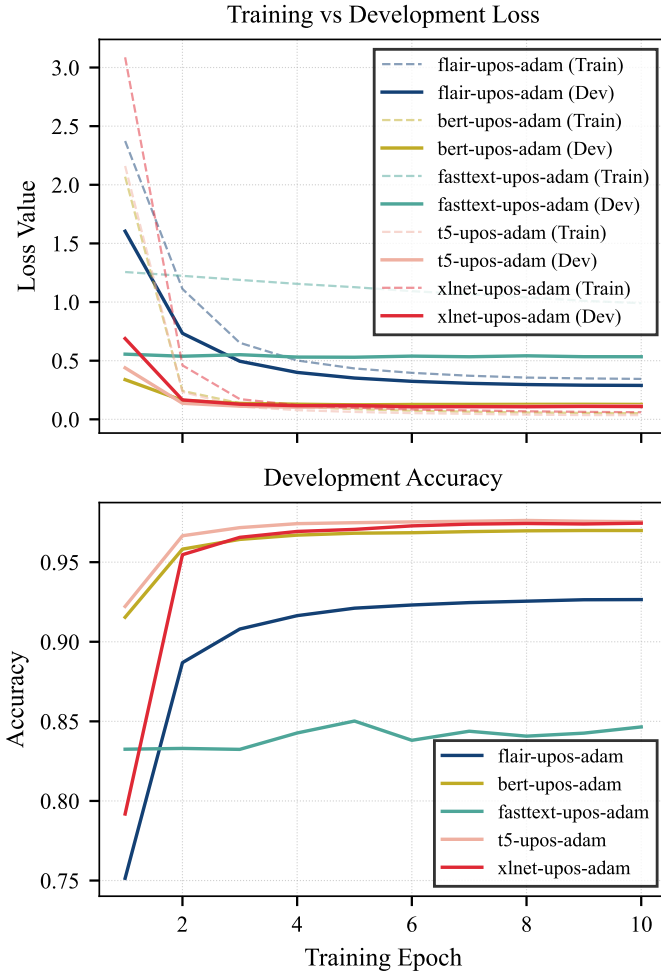 Training vs Development Loss
3.0
2.5
2.0
1.5
1.0
0.5
0.0
Loss Value
flair-upos-adam (Train)
flair-upos-adam (Dev)
bert-upos-adam (Train)
bert-upos-adam (Dev)
fasttext-upos-adam (Train)
fasttext-upos-adam (Dev)
t5-upos-adam (Train)
t5-upos-adam (Dev)
xlnet-upos-adam (Train)
xlnet-upos-adam (Dev)
Development Accuracy
0.95
0.90
0.85
0.80
0.75
Accuracy
flair-upos-adam
bert-upos-adam
fasttext-upos-adam
t5-upos-adam
xlnet-upos-adam
2 4 6 8 10
Training Epoch